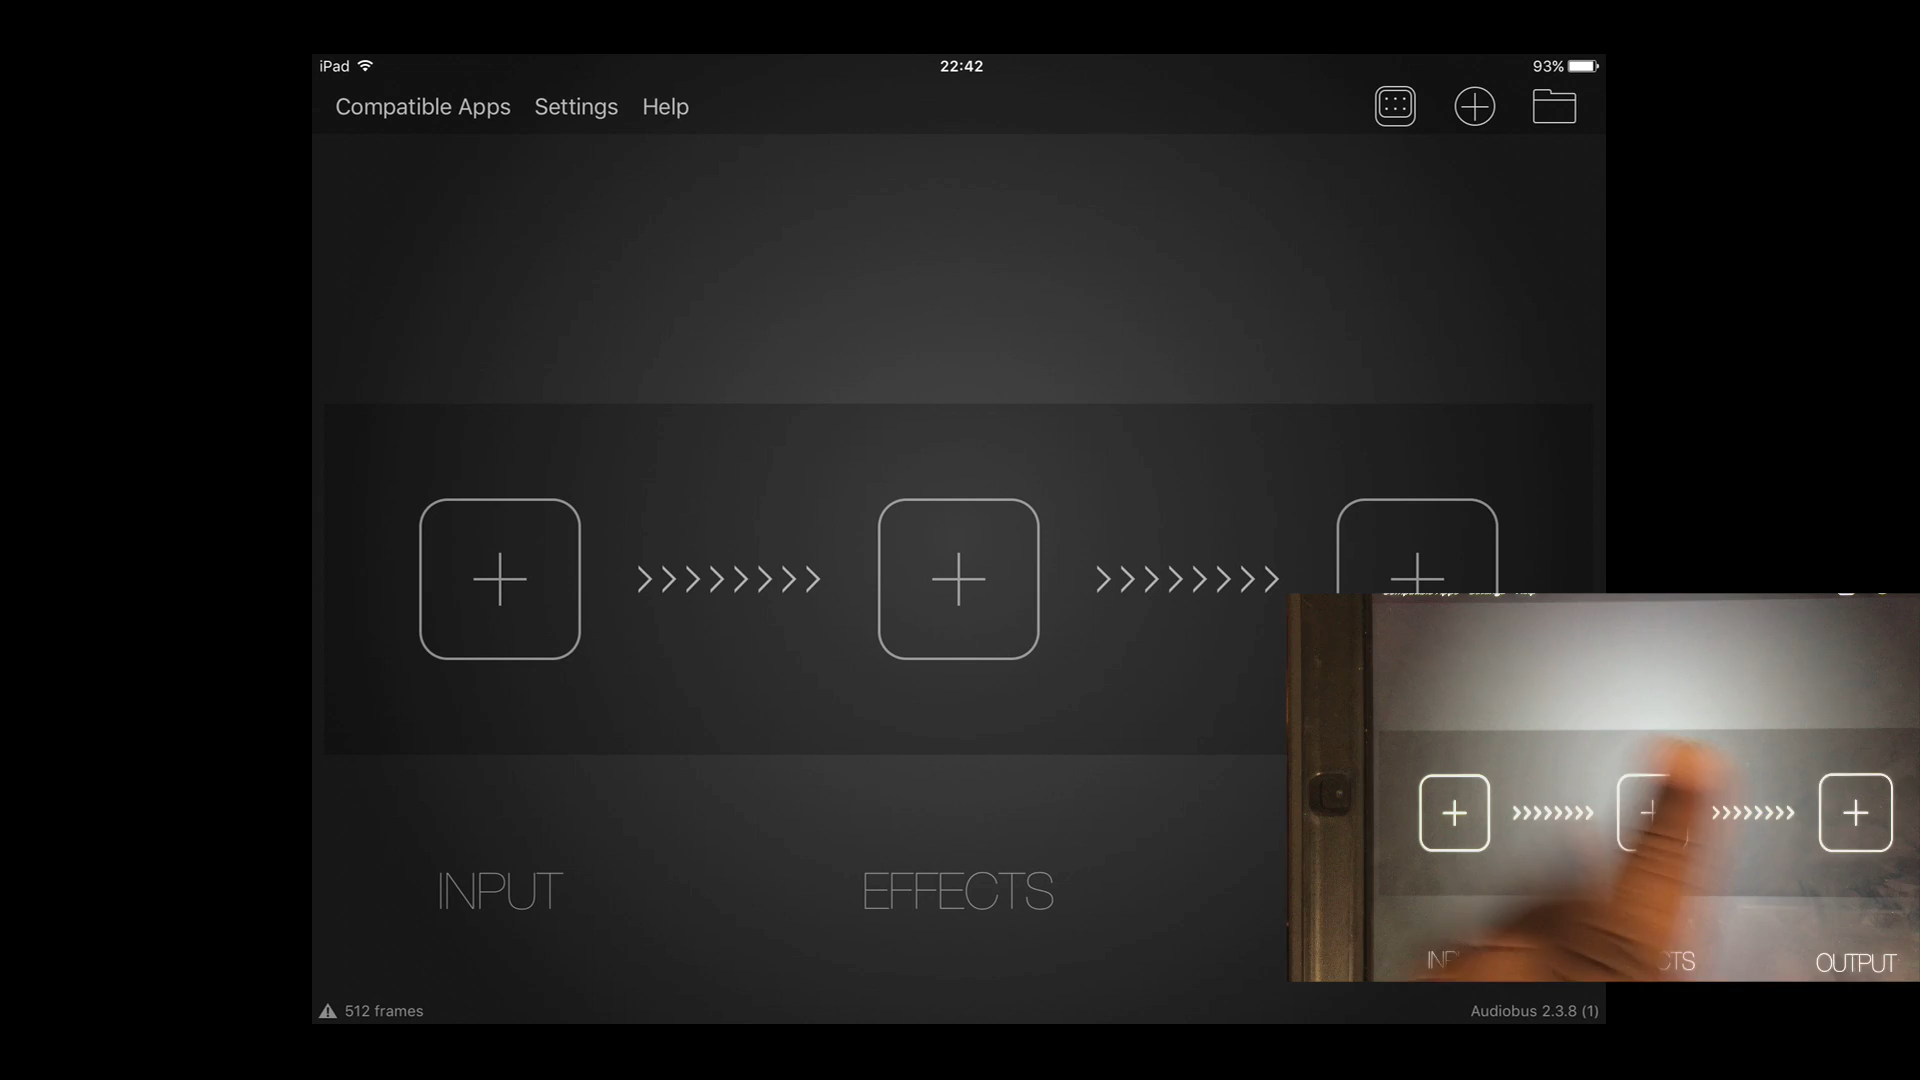 iPad
22:42
93%
Compatible Apps Settings Help
INPUT
EFFECTS
OUTPUT
512 frames
Audiobus 2.3.8 (1)